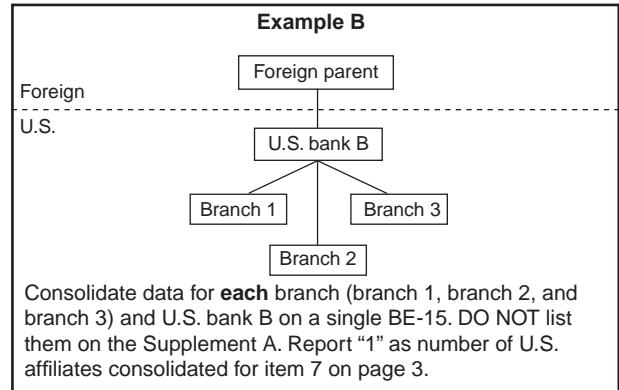 Example B
Foreign parent
Foreign
U.S.
U.S. bank B
Branch 1
Branch 3
Branch 2
Consolidate data for each branch (branch 1, branch 2, and
branch 3) and U.S. bank B on a single BE-15. DO NOT list
them on the Supplement A. Report “1” as number of U.S.
affiliates consolidated for item 7 on page 3.